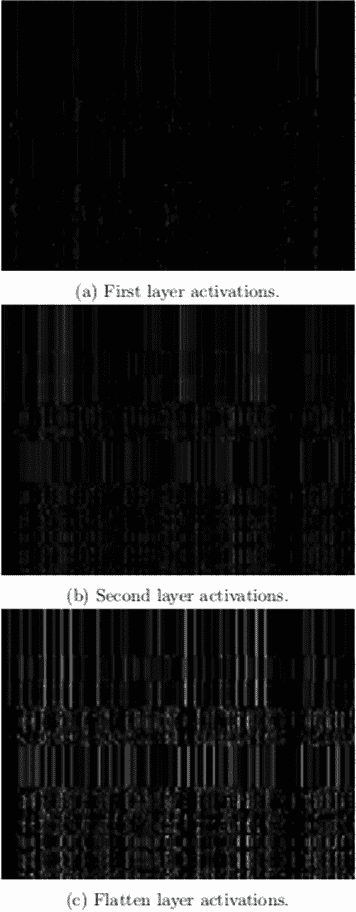 (a) First layer activations.
(b) Second layer activations.
(c) Flatten layer activations.